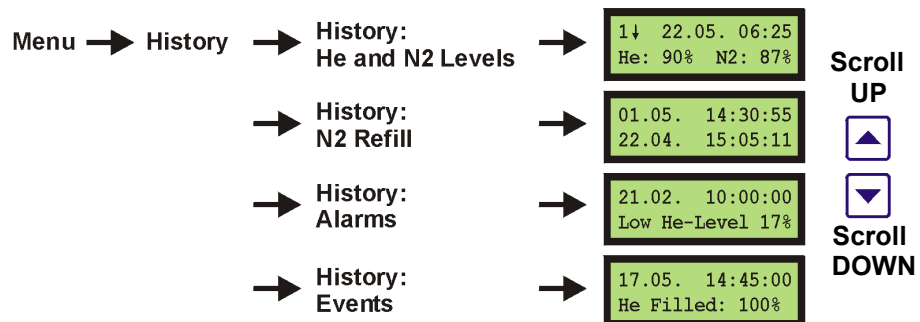 Menu History
History:
He and N2 Levels
1↓ 22.05. 06:25
He: 90% N2: 87%
Scroll
UP
History:
N2 Refill
01.05. 14:30:55
22.04. 15:05:11
History:
Alarms
21.02. 10:00:00
Low He-Level 17%
Scroll
DOWN
History:
Events
17.05. 14:45:00
He Filled: 100%